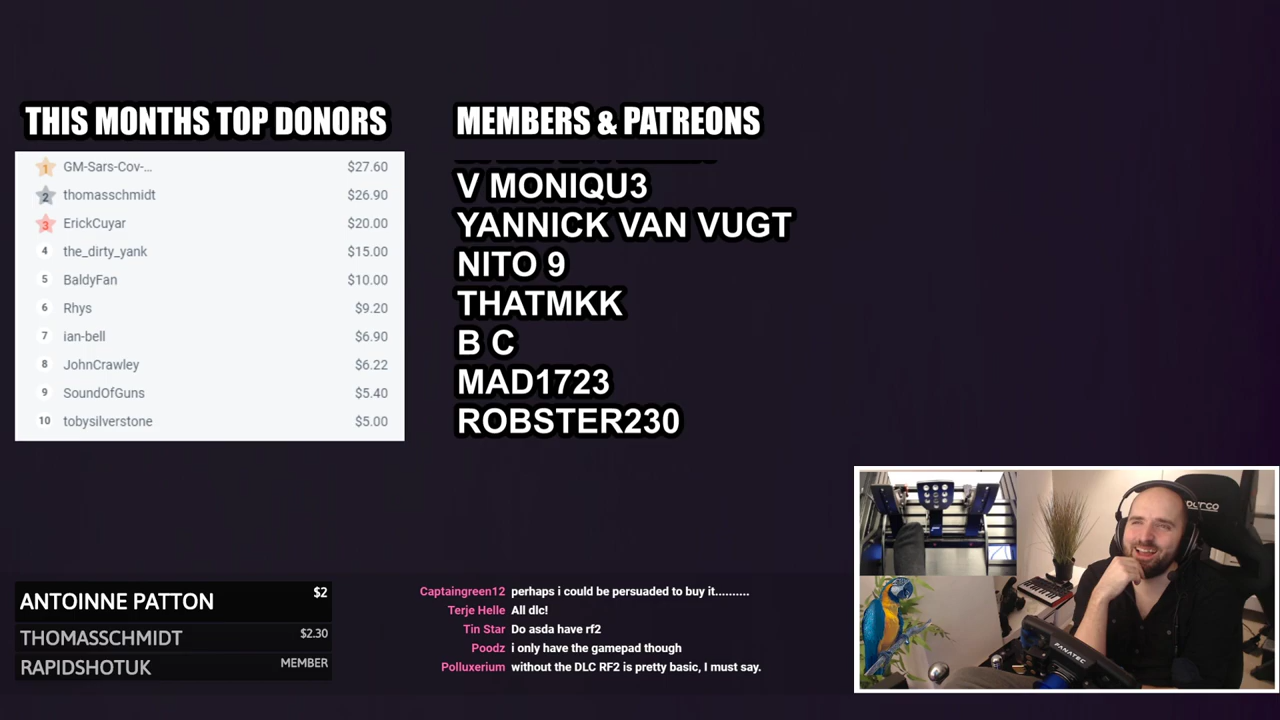 THIS MONTHS TOP DONORS
1 GM-Sars-Cov-... $27.60
2 thomasschmidt $26.90
3 ErickCuyar $20.00
4 the_dirty_yank $15.00
5 BaldyFan $10.00
6 Rhys $9.20
7 ian-bell $6.90
8 JohnCrawley $6.22
9 SoundOfGuns $5.40
10 tobysilverstone $5.00
MEMBERS & PATREONS
V MONIQU3
YANNICK VAN VUGT
NITO 9
THATMKK
B C
MAD1723
ROBSTER230
ANTOINNE PATTON $2
THOMASSCHMIDT $2.30
RAPIDSHOTUK MEMBER
Captaingreen12 perhaps i could be persuaded to buy it..........
Terje Helle All dlc!
Tin Star Do asda have rf2
Poodz i only have the gamepad though
Polluxerium without the DLC RF2 is pretty basic, I must say.
FANATEC